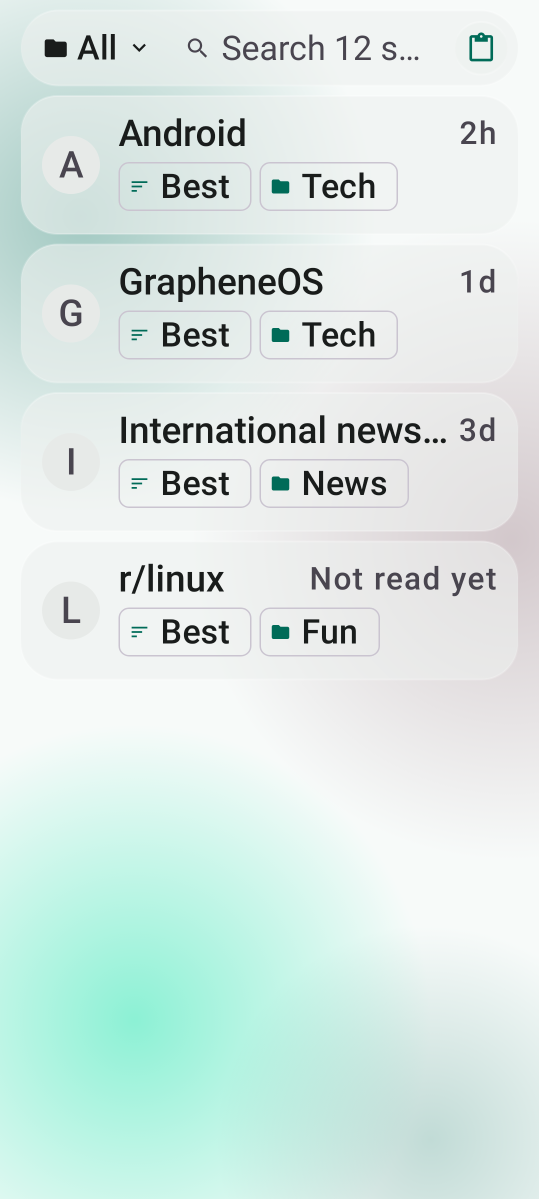 All Search 12 s…
A Android 2h
Best Tech
G GrapheneOS 1d
Best Tech
I International news… 3d
Best News
L r/linux Not read yet
Best Fun